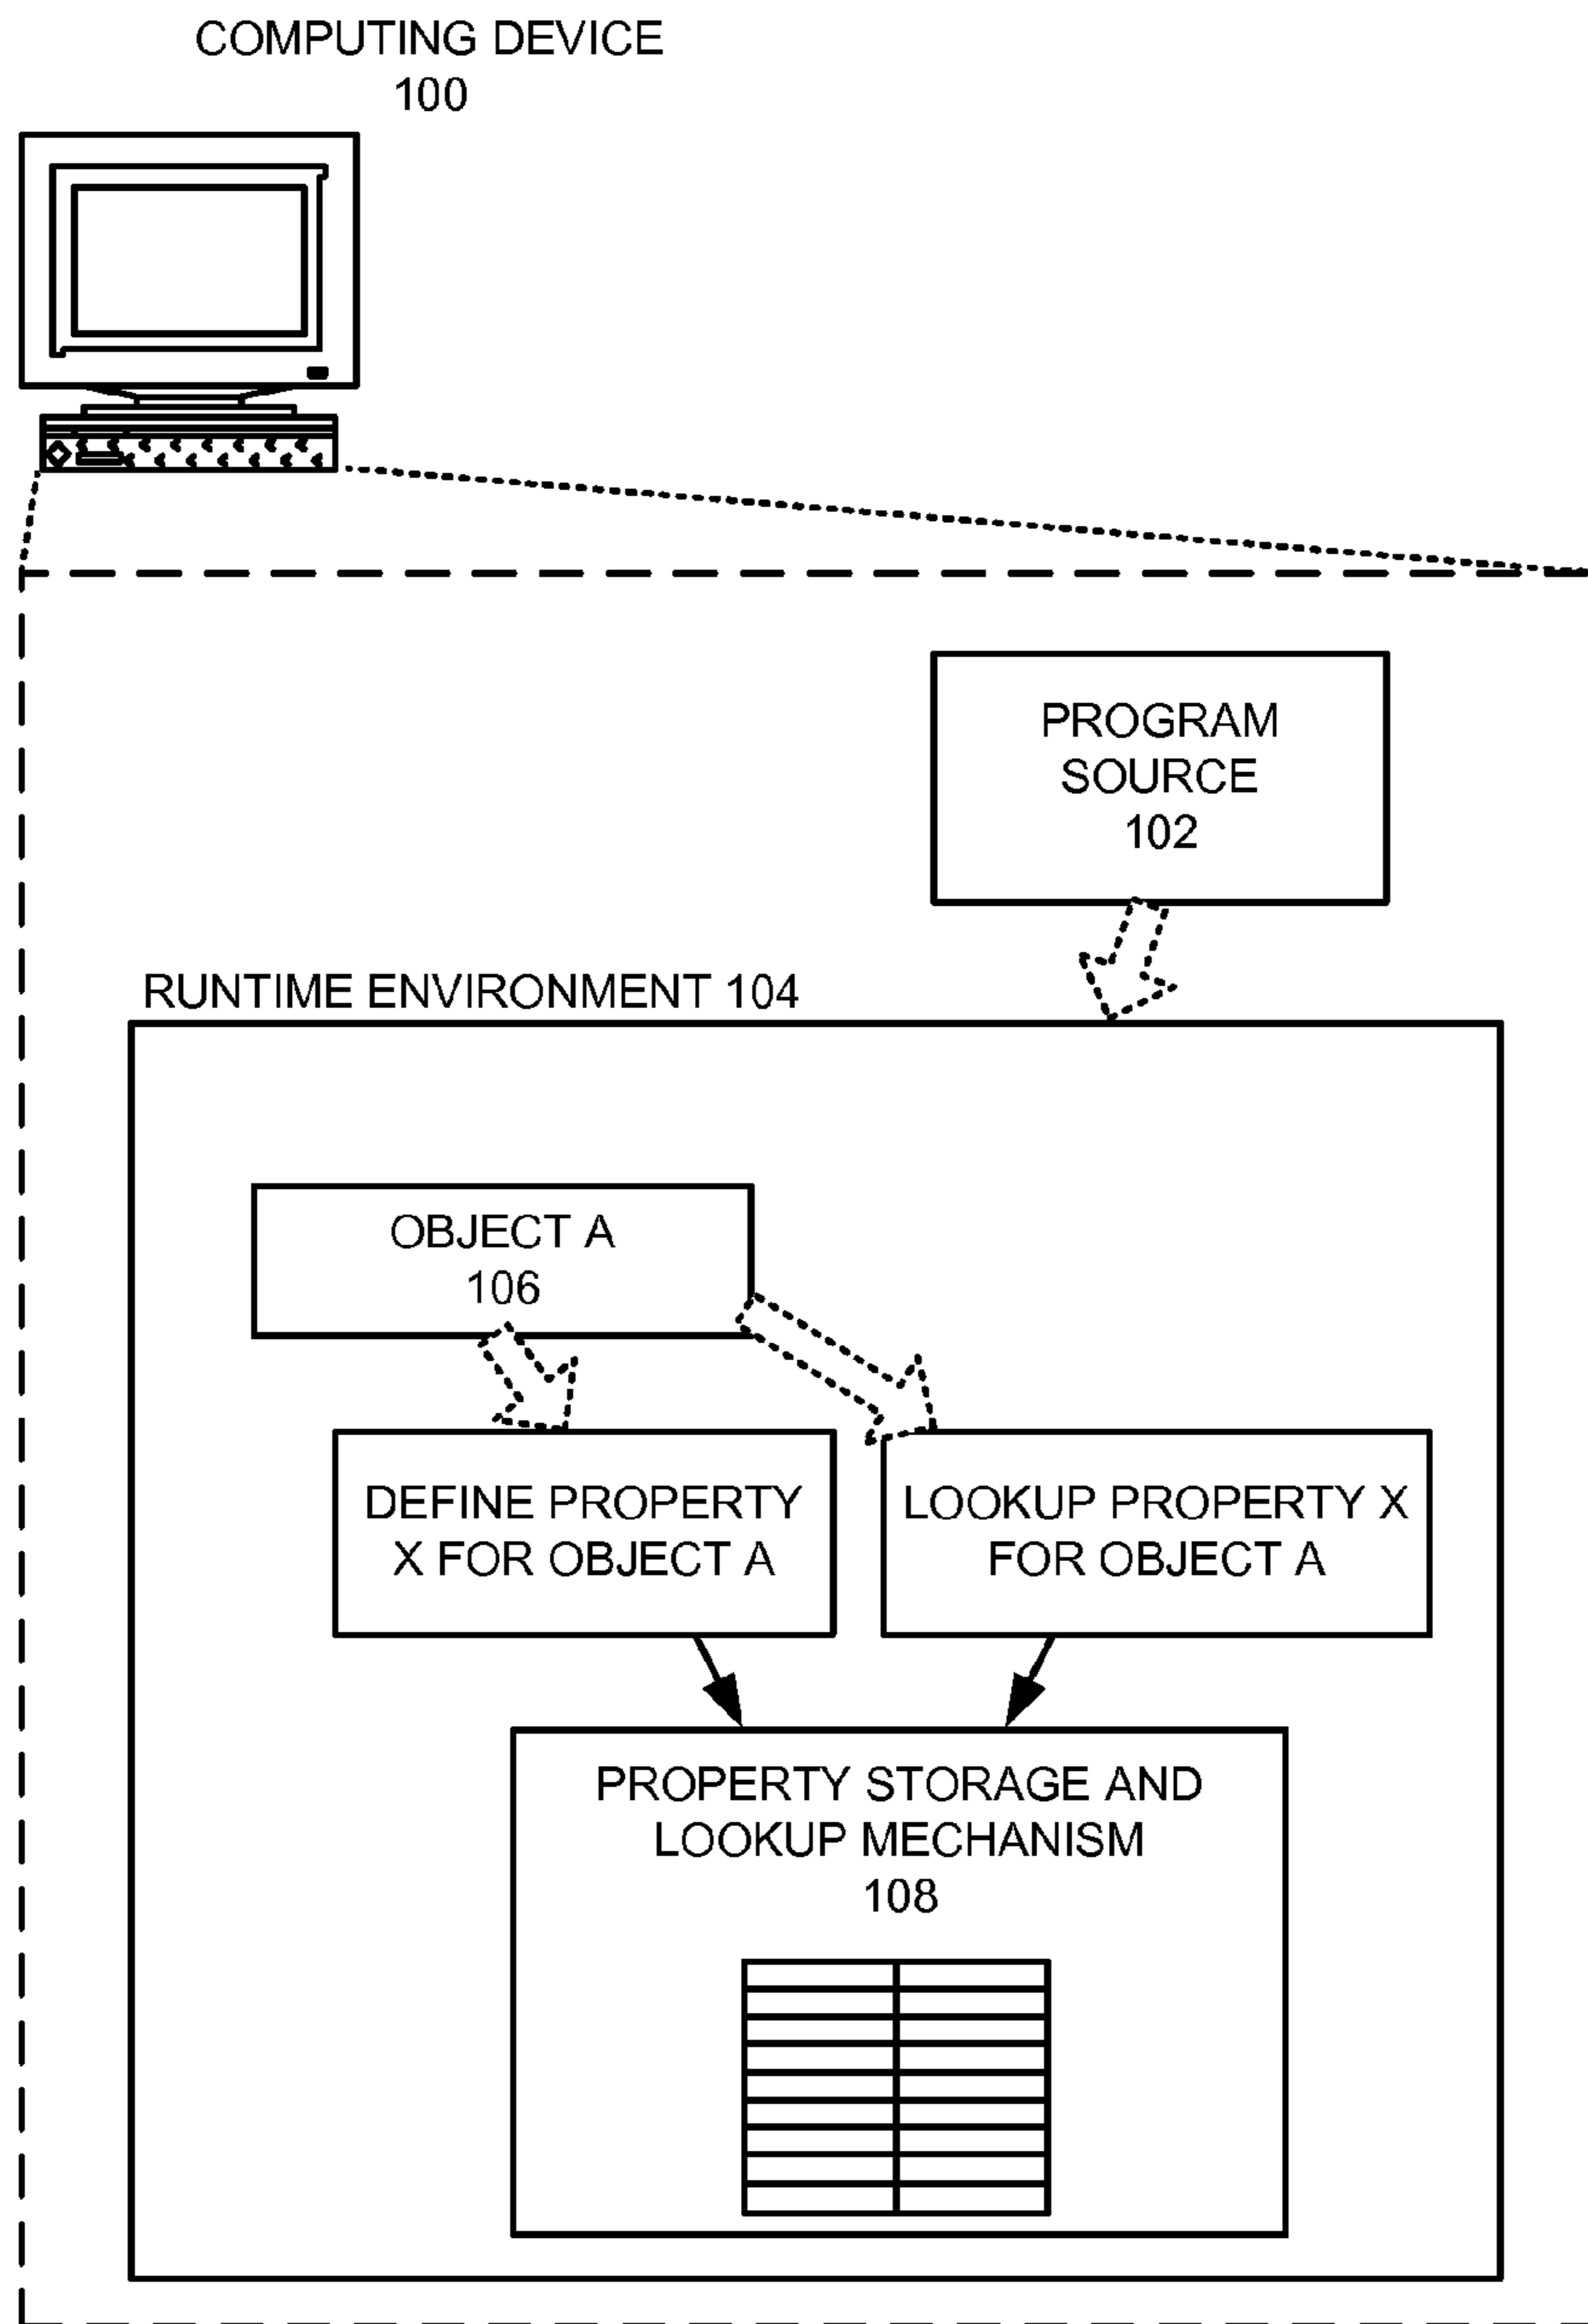 COMPUTING DEVICE
100
PROGRAM
SOURCE
102
RUNTIME ENVIRONMENT 104
OBJECT A
106
DEFINE PROPERTY
X FOR OBJECT A
LOOKUP PROPERTY X
FOR OBJECT A
PROPERTY STORAGE AND
LOOKUP MECHANISM
108